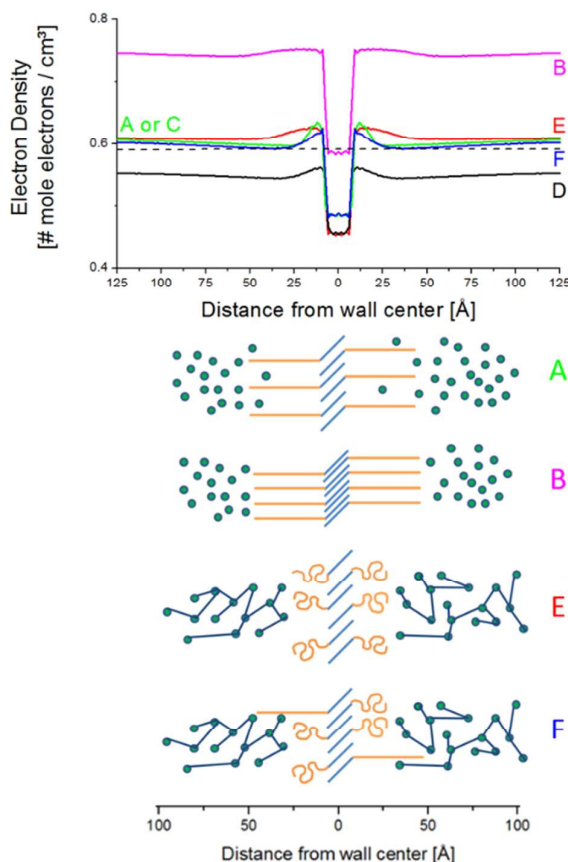 0.8
B
A or C
E
0.6
F
D
0.4
Electron Density
[# mole electrons / cm³]
125 100 75 50 25 0 25 50 75 100 125
Distance from wall center [Å]
A
B
E
F
100 50 0 50 100
Distance from wall center [Å]